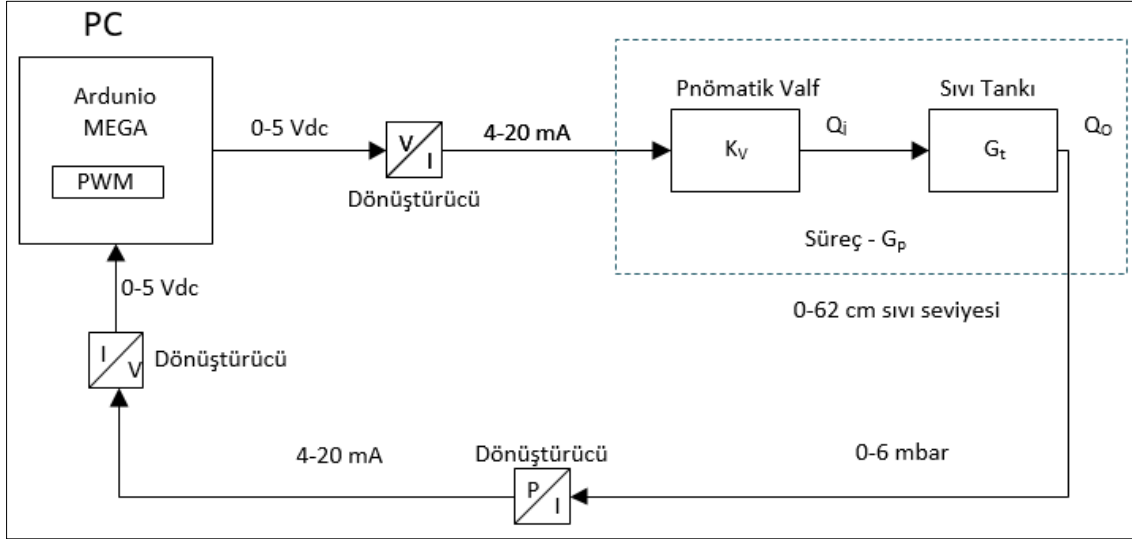 PC
Ardunio
MEGA
PWM
0-5 Vdc
V
I
Dönüştürücü
4-20 mA
Pnömatik Valf
K_V
Q_i
Sıvı Tankı
G_t
Q_O
Süreç - G_p
0-62 cm sıvı seviyesi
0-6 mbar
Dönüştürücü
P
I
4-20 mA
I
V
Dönüştürücü
0-5 Vdc